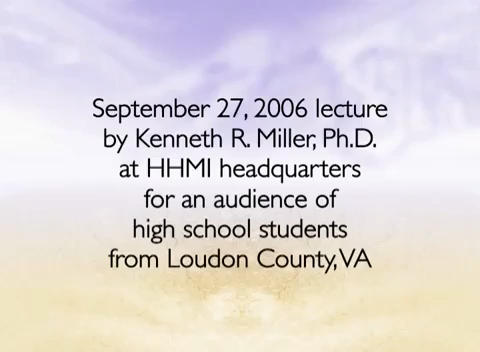 September 27, 2006 lecture
by Kenneth R. Miller, Ph.D.
at HHMI headquarters
for an audience of
high school students
from Loudon County, VA